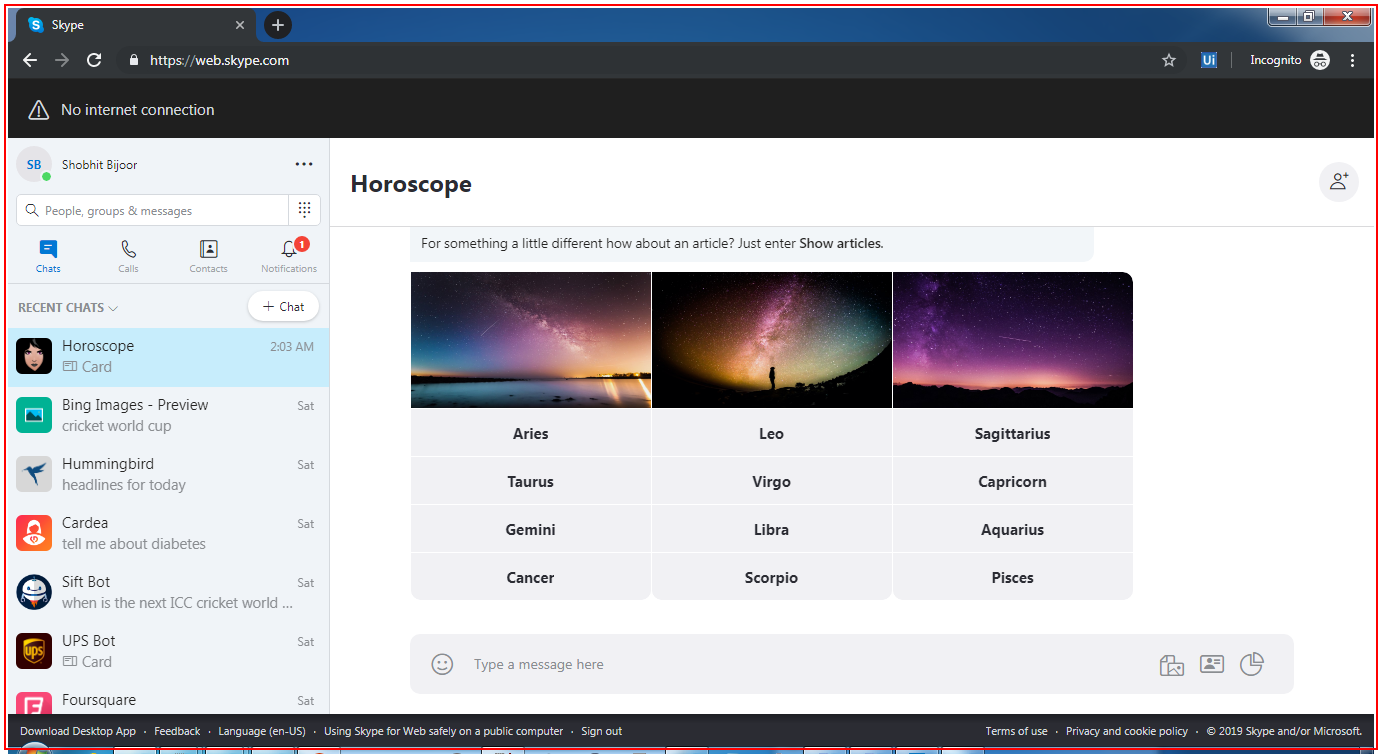 Skype
https://web.skype.com
Ui
Incognito
No internet connection
SB
Shobhit Bijoor
People, groups & messages
Chats
Calls
Contacts
1
Notifications
RECENT CHATS
+ Chat
Horoscope
2:03 AM
Card
Bing Images - Preview
Sat
cricket world cup
Hummingbird
Sat
headlines for today
Cardea
Sat
tell me about diabetes
Sift Bot
Sat
when is the next ICC cricket world ...
ups
UPS Bot
Sat
Card
Foursquare
Sat
Horoscope
For something a little different how about an article? Just enter Show articles.
Aries
Leo
Sagittarius
Taurus
Virgo
Capricorn
Gemini
Libra
Aquarius
Cancer
Scorpio
Pisces
Type a message here
Download Desktop App · Feedback · Language (en-US) · Using Skype for Web safely on a public computer · Sign out
Terms of use · Privacy and cookie policy · © 2019 Skype and/or Microsoft.